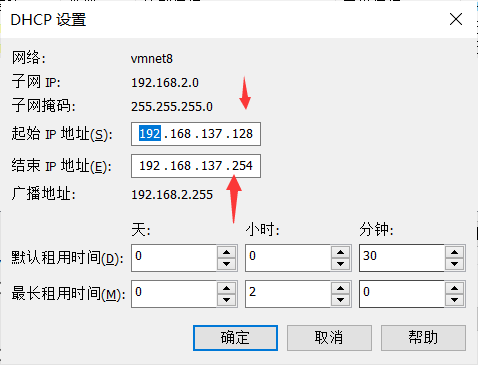 DHCP 设置
网络: vmnet8
子网 IP: 192.168.2.0
子网掩码: 255.255.255.0
起始 IP 地址(S): 192 . 168 . 137 . 128
结束 IP 地址(E): 192 . 168 . 137 . 254
广播地址: 192.168.2.255
天: 小时: 分钟:
默认租用时间(D): 0 0 30
最长租用时间(M): 0 2 0
确定 取消 帮助